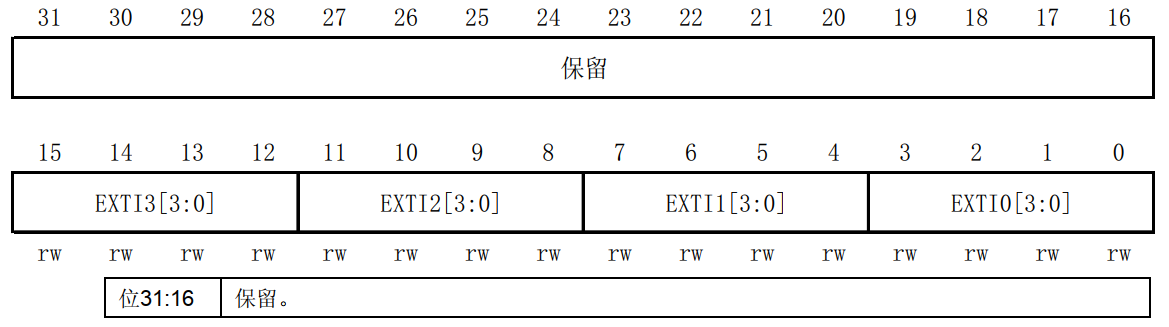 31 30 29 28 27 26 25 24 23 22 21 20 19 18 17 16
保留
15 14 13 12 11 10 9 8 7 6 5 4 3 2 1 0
EXTI3[3:0] EXTI2[3:0] EXTI1[3:0] EXTI0[3:0]
rw rw rw rw rw rw rw rw rw rw rw rw rw rw rw rw
位31:16 保留。